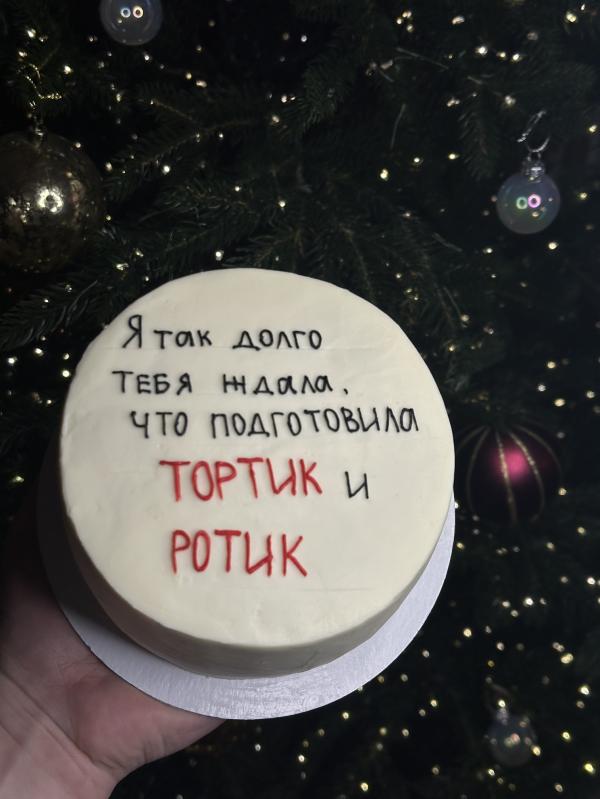 Я так долго
ТЕБЯ ждала,
что подготовила
ТОРТИК и
РОТИК